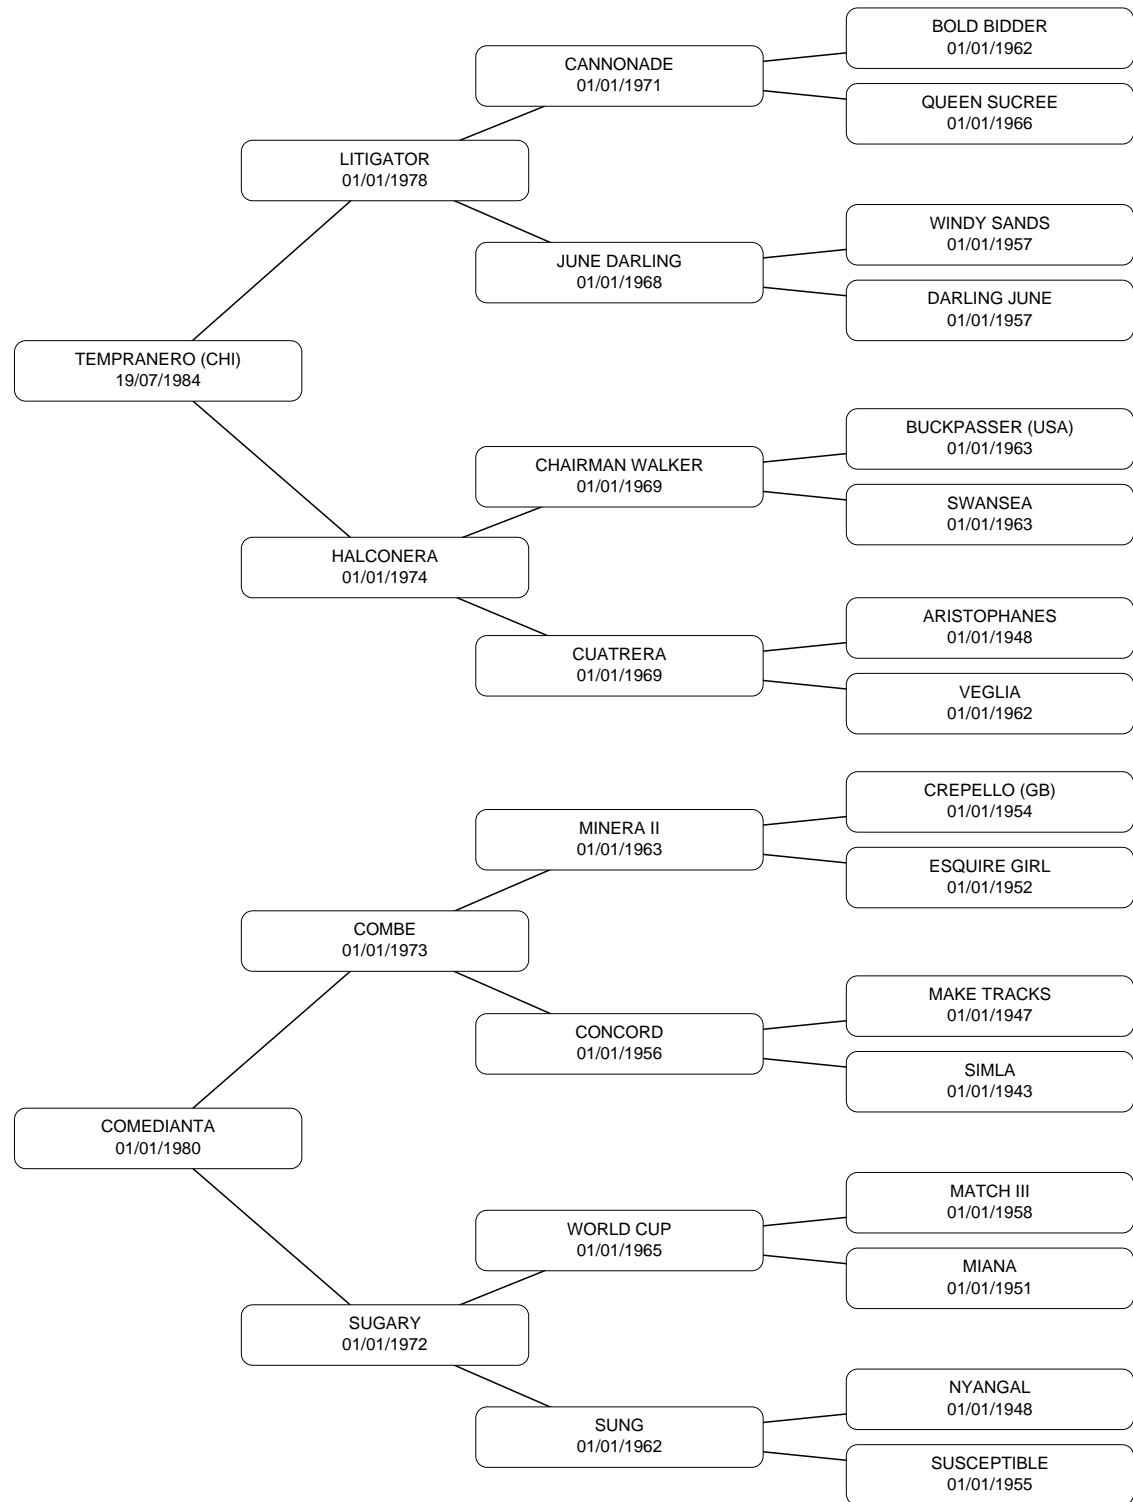 BOLD BIDDER
01/01/1962
CANNONADE
01/01/1971
QUEEN SUCREE
01/01/1966
LITIGATOR
01/01/1978
WINDY SANDS
01/01/1957
JUNE DARLING
01/01/1968
DARLING JUNE
01/01/1957
TEMPRANERO (CHI)
19/07/1984
BUCKPASSER (USA)
01/01/1963
CHAIRMAN WALKER
01/01/1969
SWANSEA
01/01/1963
HALCONERA
01/01/1974
ARISTOPHANES
01/01/1948
CUATRERA
01/01/1969
VEGLIA
01/01/1962
CREPELLO (GB)
01/01/1954
MINERA II
01/01/1963
ESQUIRE GIRL
01/01/1952
COMBE
01/01/1973
MAKE TRACKS
01/01/1947
CONCORD
01/01/1956
SIMLA
01/01/1943
COMEDIANTA
01/01/1980
MATCH III
01/01/1958
WORLD CUP
01/01/1965
MIANA
01/01/1951
SUGARY
01/01/1972
NYANGAL
01/01/1948
SUNG
01/01/1962
SUSCEPTIBLE
01/01/1955